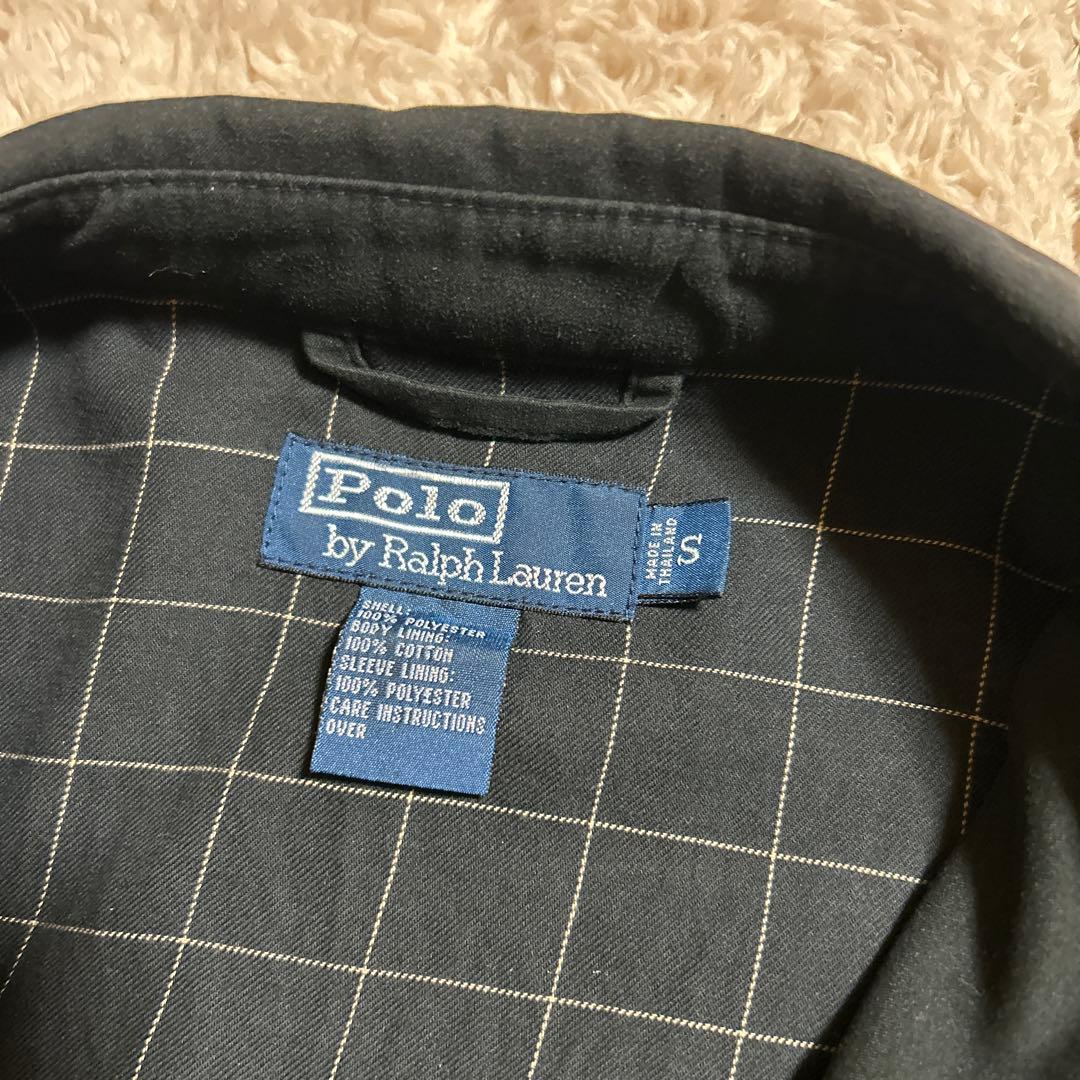 Polo
by Ralph Lauren
MADE IN
THAILAND
S
SHELL:
100% POLYESTER
BODY LINING:
100% COTTON
SLEEVE LINING:
100% POLYESTER
CARE INSTRUCTIONS
OVER